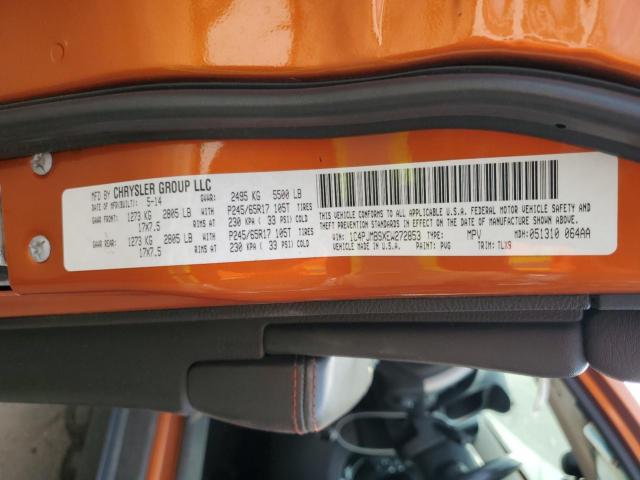 MFD BY CHRYSLER GROUP LLC
DATE OF MFR(BUILT): 5-14 GVWR: 2495 KG 5500 LB
GAWR FRONT: 1273 KG 2805 LB WITH P245/65R17 105T TIRES
17X7.5 RIMS AT 230 KPA ( 33 PSI) COLD
GAWR REAR: 1273 KG 2805 LB WITH P245/65R17 105T TIRES
17X7.5 RIMS AT 230 KPA ( 33 PSI) COLD
THIS VEHICLE CONFORMS TO ALL APPLICABLE U.S.A. FEDERAL MOTOR VEHICLE SAFETY AND
THEFT PREVENTION STANDARDS IN EFFECT ON THE DATE OF MANUFACTURE SHOWN ABOVE.
VIN: 1C4PJMBSXEW272853 TYPE: MPV MDH: 051310 064AA
VEHICLE MADE IN U.S.A. PAINT: PVG TRIM: TLX9